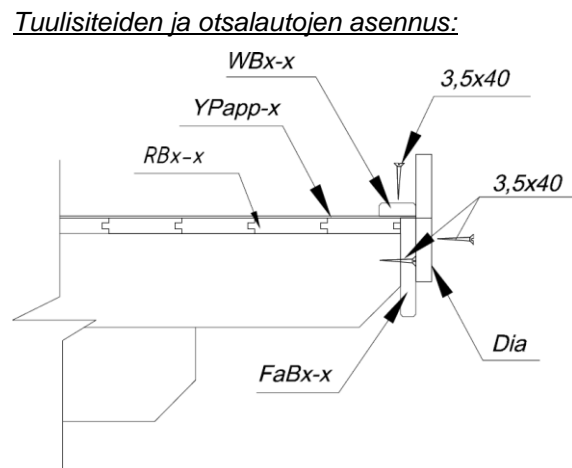 Tuulisiteiden ja otsalautojen asennus:
WBx-x
3,5x40
YPapp-x
RBx-x
3,5x40
Dia
FaBx-x